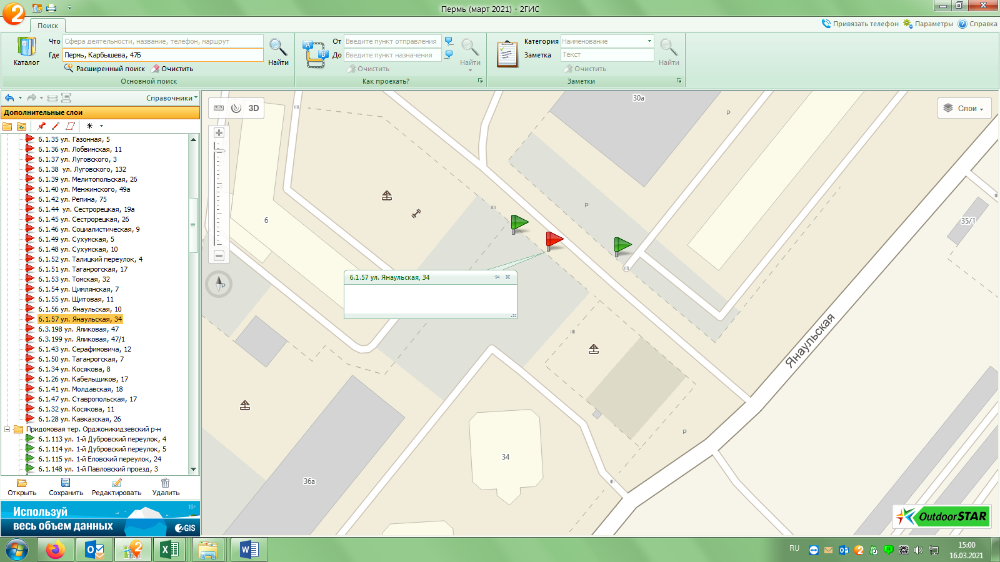 Пермь (март 2021) - 2ГИС
Поиск
Привязать телефон
Параметры
Справка
Каталог
Что
Сфера деятельности, название, телефон, маршрут
Где
Пермь, Карбышева, 47Б
Расширенный поиск
Очистить
Найти
Основной поиск
От
Введите пункт отправления
До
Введите пункт назначения
Очистить
Найти
Как проехать?
Категория
Наименование
Заметка
Текст
Очистить
Найти
Заметки
Справочники
Дополнительные слои
6.1.35 ул. Газонная, 5
6.1.36 ул. Лобвинская, 11
6.1.37 ул. Луговского, 3
6.1.38  ул. Луговского, 132
6.1.39 ул. Мелитопольская, 26
6.1.40 ул. Менжинского, 49а
6.1.42 ул. Репина, 75
6.1.44  ул. Сестрорецкая, 19а
6.1.45 ул. Сестрорецкая, 26
6.1.46 ул. Социалистическая, 9
6.1.49 ул. Сухумская, 5
6.1.48 ул. Сухумская, 10
6.1.52 ул. Талицкий переулок, 4
6.1.51 ул. Таганрогская, 17
6.1.53 ул. Томская, 32
6.1.54 ул. Цимлянская, 7
6.1.55 ул. Щитовая, 11
6.1.56 ул. Янаульская, 10
6.1.57 ул. Янаульская, 34
6.3.198 ул. Яликовая, 47
6.3.199 ул. Яликовая, 47/1
6.1.43 ул. Серафимовича, 12
6.1.50 ул. Таганрогская, 7
6.1.34 ул. Косякова, 8
6.1.26 ул. Кабельщиков, 17
6.1.41 ул. Молдавская, 18
6.1.47 ул. Ставропольская, 17
6.1.32 ул. Косякова, 11
6.1.28 ул. Кавказская, 26
Придомовая тер. Орджоникидзевский р-н
6.1.113 ул. 1-й Дубровский переулок, 4
6.1.114 ул. 1-й Дубровский переулок, 5
6.1.115 ул. 1-й Еловский переулок, 24
6.1.148 ул. 1-й Павловский проезд, 3
Открыть
Сохранить
Редактировать
Удалить
Используй
весь объем данных
18+
2GIS
3D
Слои
30а
P
P
6
35/1
6.1.57 ул. Янаульская, 34
P
Янаульская
P
34
36а
OutdoorSTAR
RU
15:00
16.03.2021